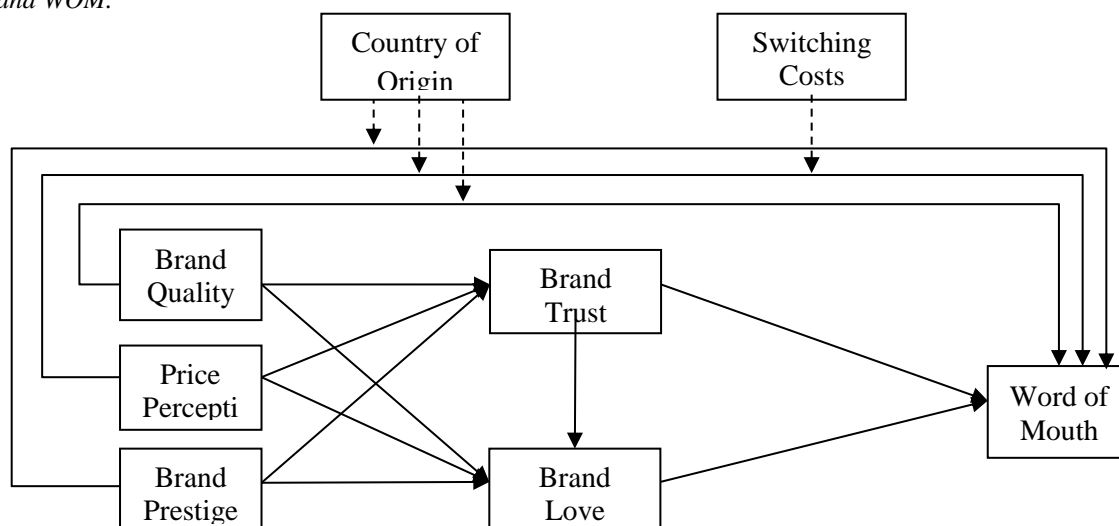 and WOM.
Country of
Origin
Switching
Costs
Brand
Quality
Brand
Trust
Price
Percepti
Word of
Mouth
Brand
Prestige
Brand
Love